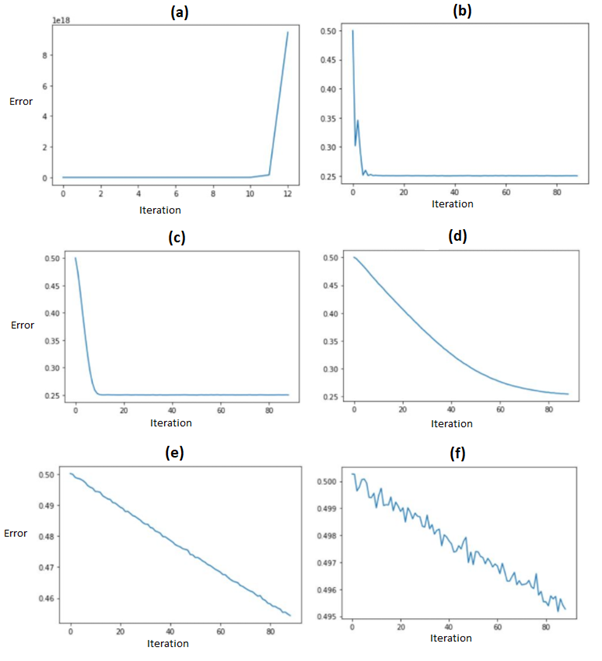 (a)
(b)
1e18
8
6
4
2
0
0 2 4 6 8 10 12
Error
Iteration
0.50
0.45
0.40
0.35
0.30
0.25
0 20 40 60 80
Iteration
(c)
(d)
0.50
0.45
0.40
0.35
0.30
0.25
0 20 40 60 80
Error
Iteration
0.50
0.45
0.40
0.35
0.30
0.25
0 20 40 60 80
Iteration
(e)
(f)
0.50
0.49
0.48
0.47
0.46
0 20 40 60 80
Error
Iteration
0.500
0.499
0.498
0.497
0.496
0.495
0 20 40 60 80
Iteration